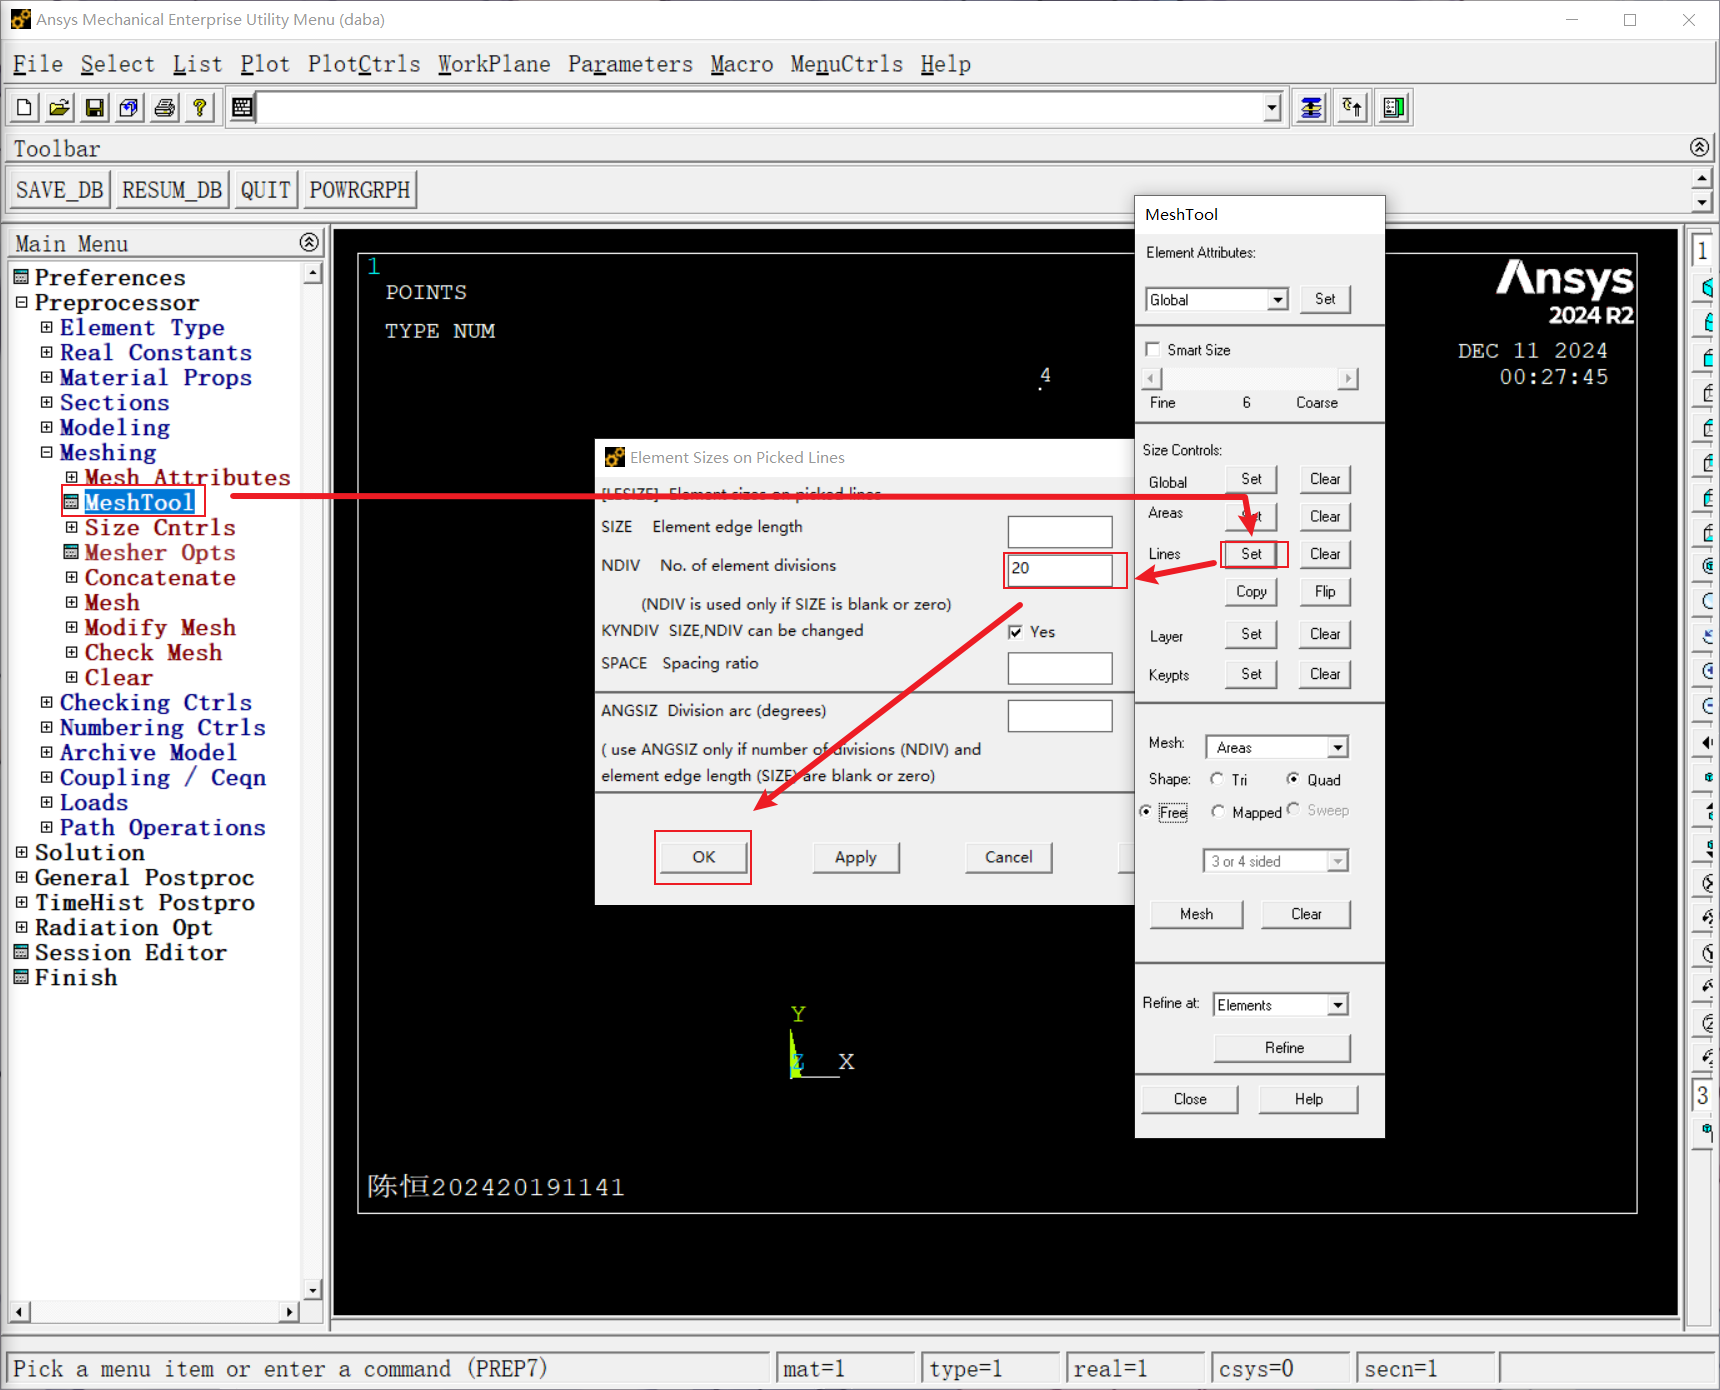 Ansys Mechanical Enterprise Utility Menu (daba)
File Select List Plot PlotCtrls WorkPlane Parameters Macro MenuCtrls Help
Toolbar
SAVE_DB RESUM_DB QUIT POWRGRPH
Main Menu
Preferences
Preprocessor
Element Type
Real Constants
Material Props
Sections
Modeling
Meshing
Mesh Attributes
MeshTool
Size Cntrls
Mesher Opts
Concatenate
Mesh
Modify Mesh
Check Mesh
Clear
Checking Ctrls
Numbering Ctrls
Archive Model
Coupling / Ceqn
Loads
Path Operations
Solution
General Postproc
TimeHist Postpro
Radiation Opt
Session Editor
Finish
1
POINTS
TYPE NUM
4
Ansys
2024 R2
DEC 11 2024
00:27:45
Element Sizes on Picked Lines
[LESIZE] Element sizes on picked lines
SIZE Element edge length
NDIV No. of element divisions 20
(NDIV is used only if SIZE is blank or zero)
KYNDIV SIZE,NDIV can be changed Yes
SPACE Spacing ratio
ANGSIZ Division arc (degrees)
( use ANGSIZ only if number of divisions (NDIV) and
element edge length (SIZE) are blank or zero)
OK Apply Cancel
MeshTool
Element Attributes:
Global Set
Smart Size
Fine 6 Coarse
Size Controls:
Global Set Clear
Areas Set Clear
Lines Set Clear
Copy Flip
Layer Set Clear
Keypts Set Clear
Mesh: Areas
Shape: Tri Quad
Free Mapped Sweep
3 or 4 sided
Mesh Clear
Refine at: Elements
Refine
Close Help
Y
Z X
陈恒202420191141
1
3
Pick a menu item or enter a command (PREP7) mat=1 type=1 real=1 csys=0 secn=1